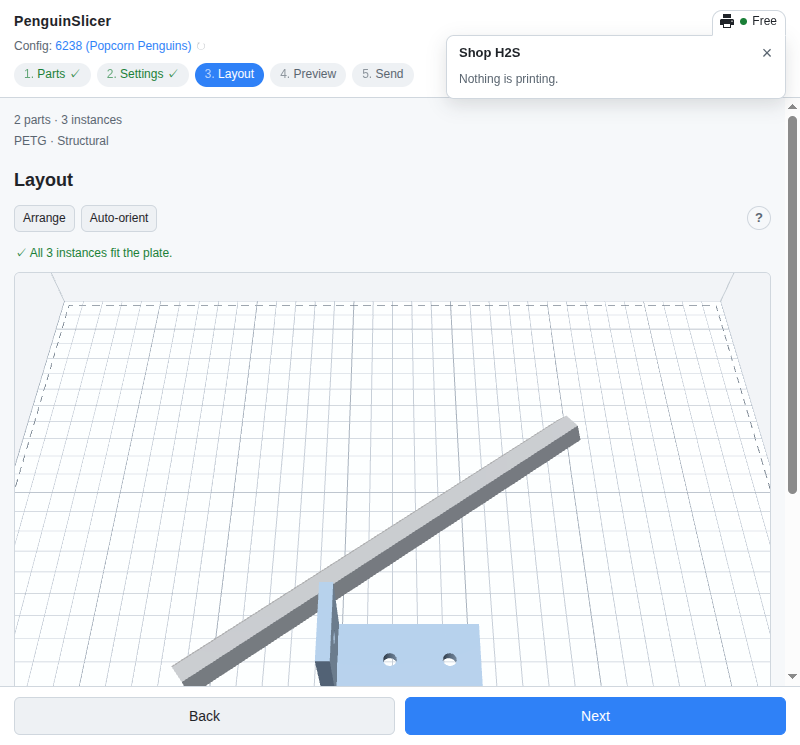 PenguinSlicer
Free
Config: 6238 (Popcorn Penguins)
Shop H2S
×
Nothing is printing.
1. Parts ✓
2. Settings ✓
3. Layout
4. Preview
5. Send
2 parts · 3 instances
PETG · Structural
Layout
Arrange
Auto-orient
?
✓ All 3 instances fit the plate.
Back
Next